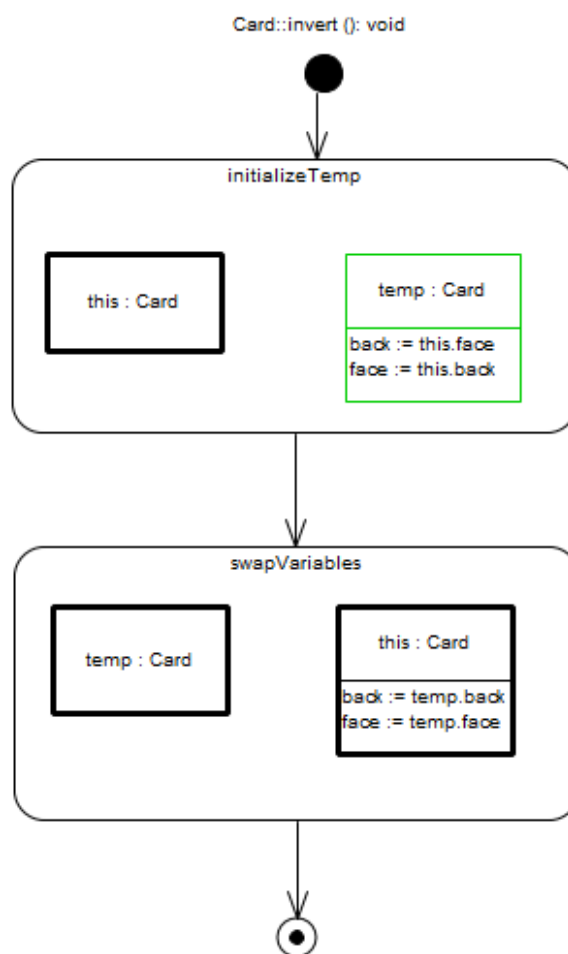 Card::invert (): void
initializeTemp
this : Card
temp : Card
back := this.face
face := this.back
swapVariables
temp : Card
this : Card
back := temp.back
face := temp.face